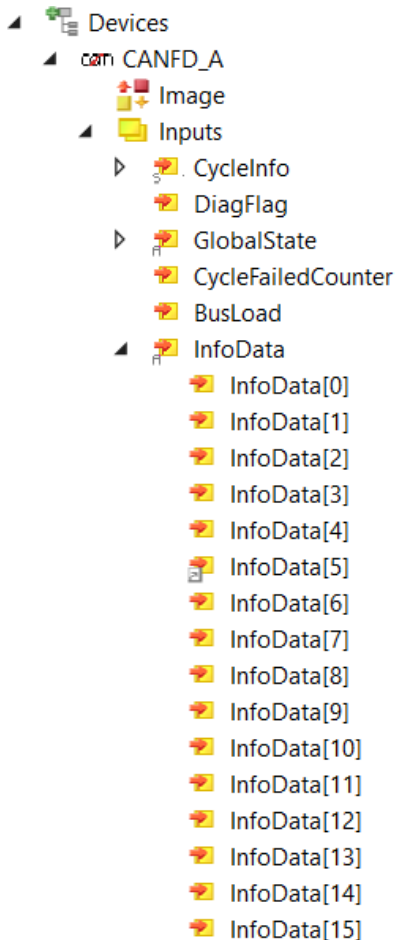 Devices
can CANFD_A
Image
Inputs
S . CycleInfo
DiagFlag
A GlobalState
CycleFailedCounter
BusLoad
A InfoData
InfoData[0]
InfoData[1]
InfoData[2]
InfoData[3]
InfoData[4]
InfoData[5]
InfoData[6]
InfoData[7]
InfoData[8]
InfoData[9]
InfoData[10]
InfoData[11]
InfoData[12]
InfoData[13]
InfoData[14]
InfoData[15]